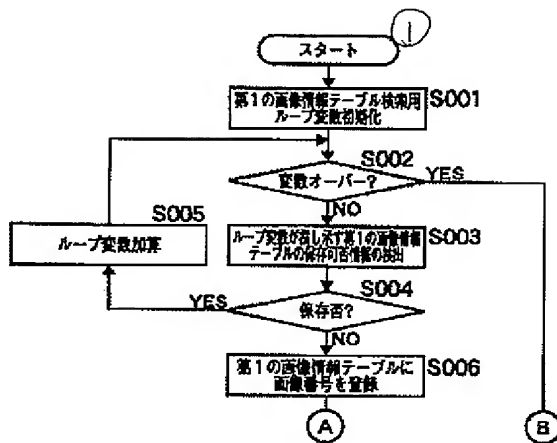 1
スタート
第1の画像情報テーブル検索用
ループ変数初期化
S001
S002
変数オーバー?
YES
NO
S005
ループ変数加算
ループ変数が指し示す第1の画像情報
テーブルの保存可否情報の検出
S003
S004
YES
保存否?
NO
第1の画像情報テーブルに
画像番号を登録
S006
A
B